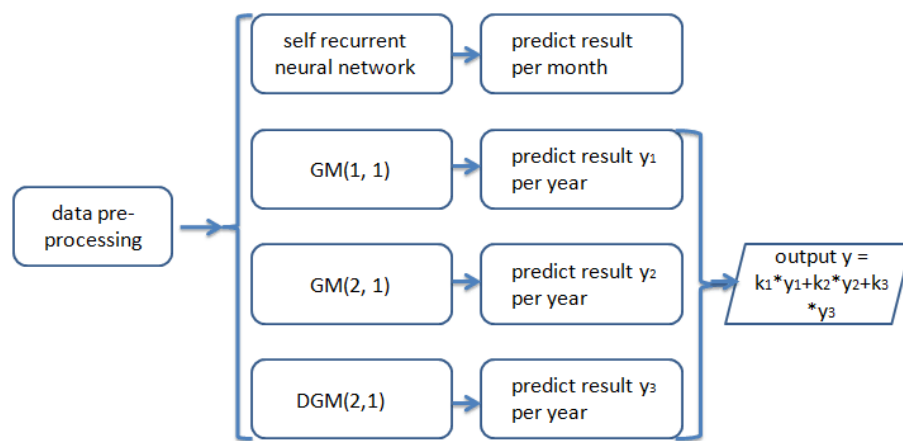 self recurrent
neural network
predict result
per month
GM(1, 1)
predict result y₁
per year
data pre-
processing
GM(2, 1)
predict result y₂
per year
output y =
k₁*y₁+k₂*y₂+k₃
*y₃
DGM(2,1)
predict result y₃
per year